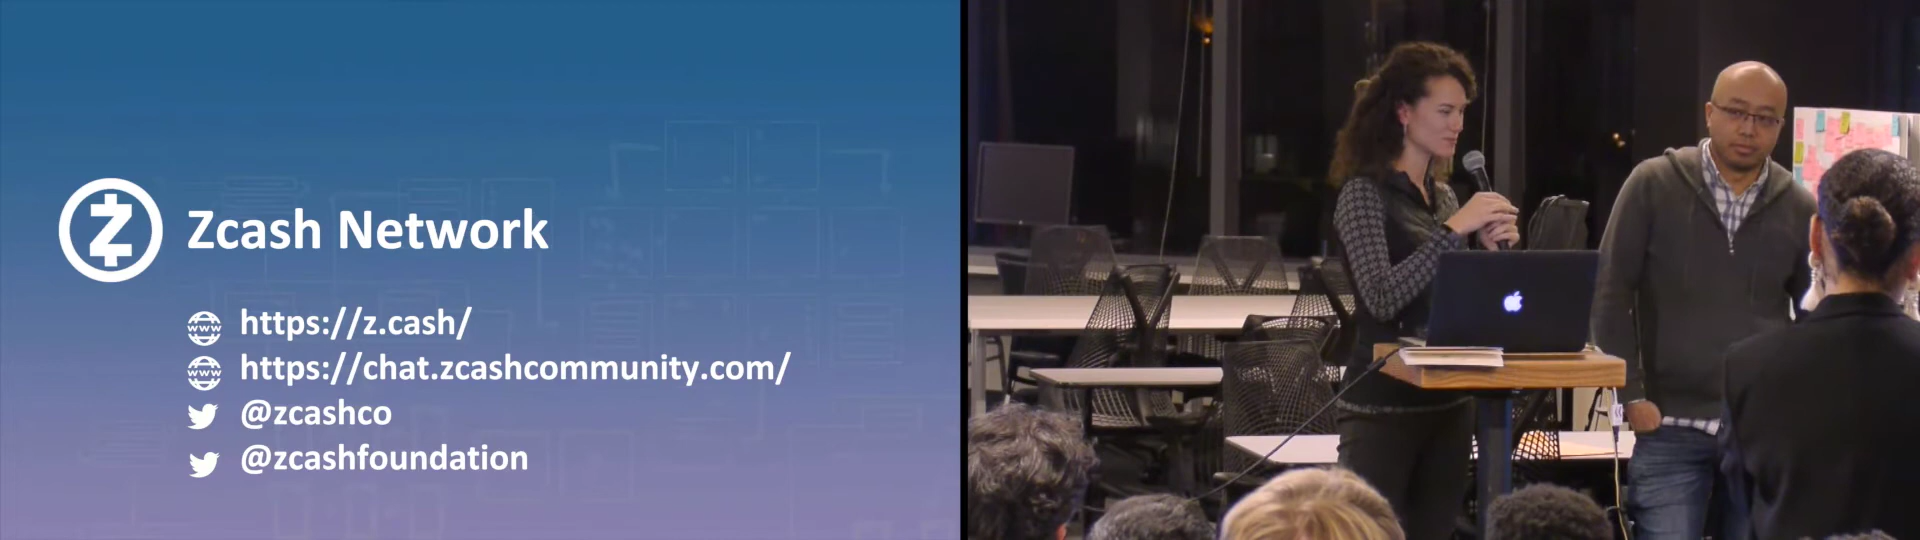 Zcash Network
https://z.cash/
https://chat.zcashcommunity.com/
@zcashco
@zcashfoundation